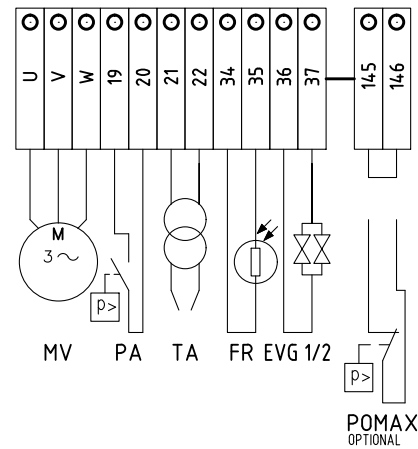 U V W 19 20 21 22 34 35 36 37 145 146
M
3~
p>
p>
MV PA TA FR EVG 1/2
POMAX
OPTIONAL